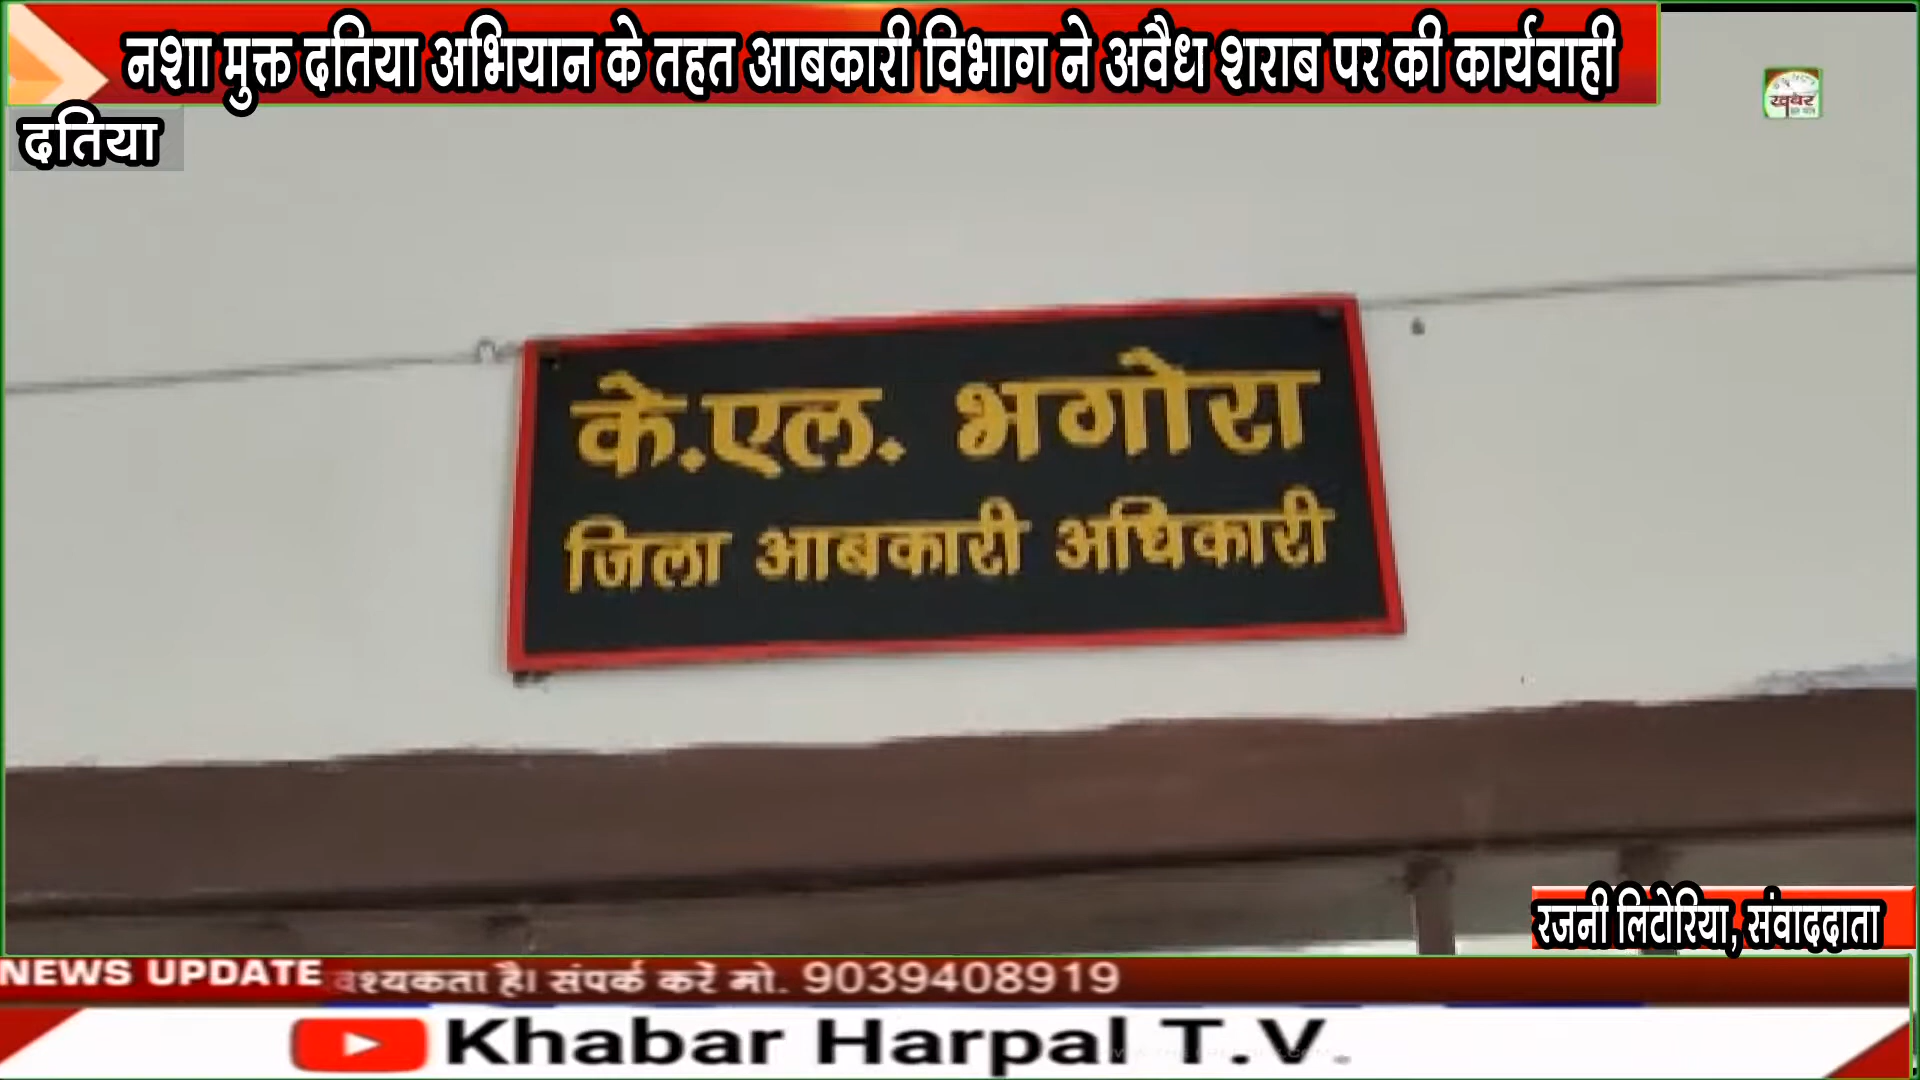 नशा मुक्त दतिया अभियान के तहत आबकारी विभाग ने अवैध शराब पर की कार्यवाही
दतिया
खबर
के.एल. भगोरा
जिला आबकारी अधिकारी
रजनी लिटोरिया, संवाददाता
NEWS UPDATE
वश्यकता है। संपर्क करें मो. 9039408919
Khabar Harpal T.V.